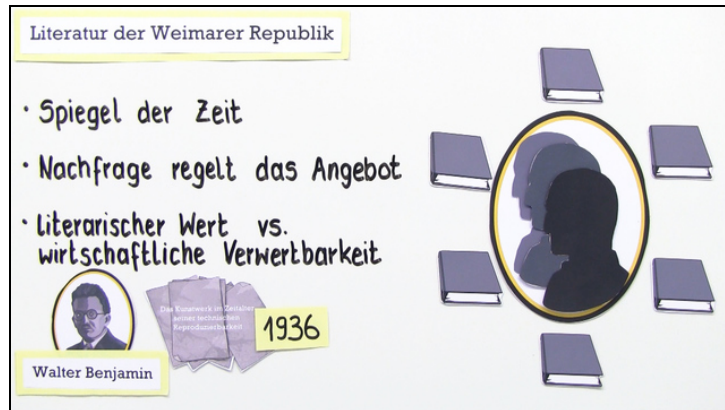 Literatur der Weimarer Republik
• Spiegel der Zeit
• Nachfrage regelt das Angebot
• literarischer Wert vs.
wirtschaftliche Verwertbarkeit
Das Kunstwerk im Zeitalter
seiner technischen
Reproduzierbarkeit
1936
Walter Benjamin